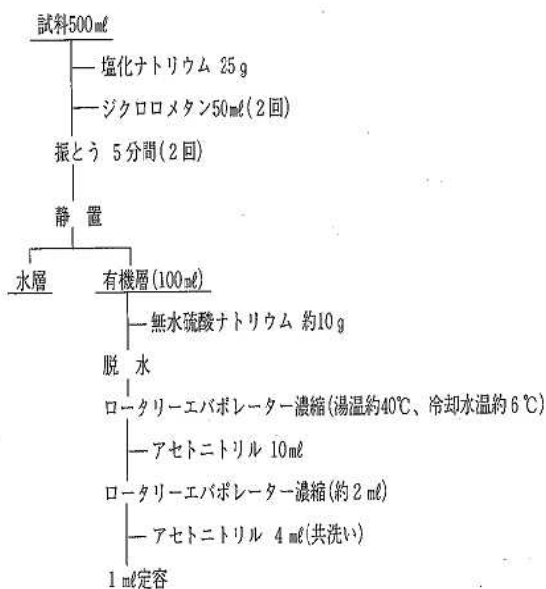 試料500㎖
塩化ナトリウム 25g
ジクロロメタン50㎖(2回)
振とう 5分間(2回)
静 置
水層 有機層(100㎖)
無水硫酸ナトリウム 約10g
脱 水
ロータリーエバポレーター濃縮(湯温約40℃、冷却水温約6℃)
アセトニトリル 10㎖
ロータリーエバポレーター濃縮(約2㎖)
アセトニトリル 4㎖(共洗い)
1㎖定容